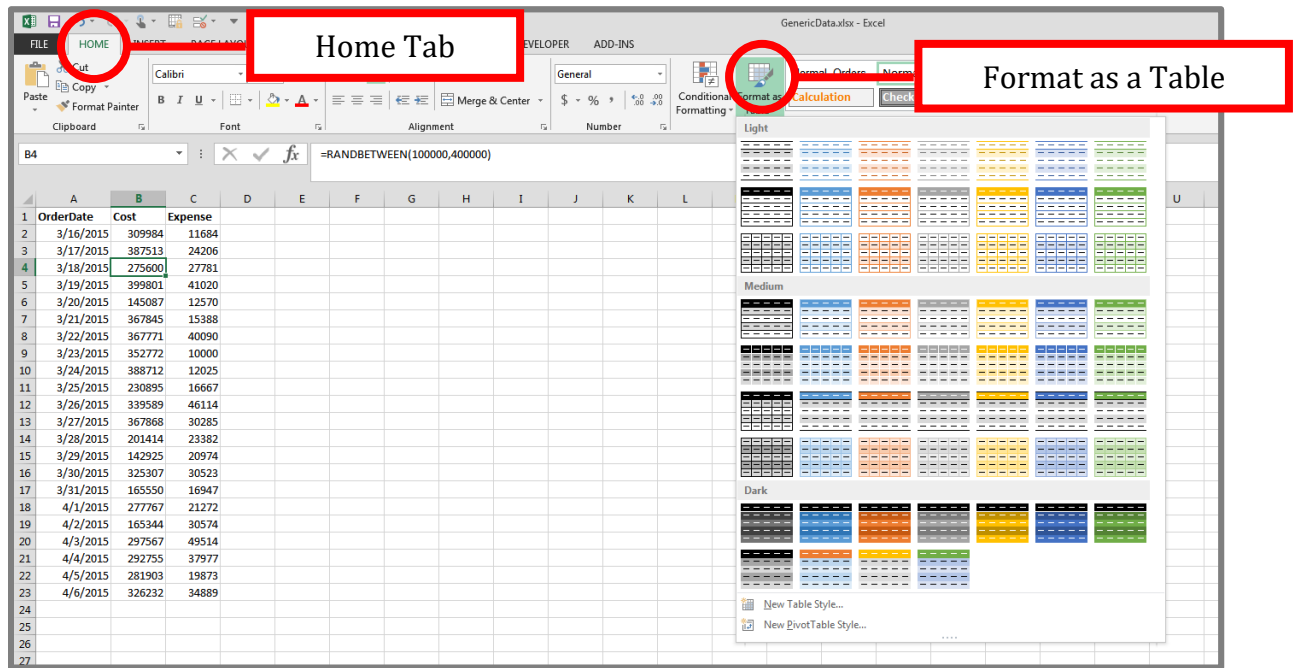 GenericData.xlsx - Excel
FILE HOME INSERT PAGE LAYOUT ADD-INS
Home Tab
Format as a Table
Cut
Copy
Format Painter
Paste
Calibri
B I U
A
Merge & Center
General
$ % , .00
Conditional Formatting
Format as
Calculation
Clipboard Font Alignment Number
B4 fx =RANDBETWEEN(100000,400000)
A B C D E F G H I J K L U
1 OrderDate Cost Expense
2 3/16/2015 309984 11684
3 3/17/2015 387513 24206
4 3/18/2015 275600 27781
5 3/19/2015 399801 41020
6 3/20/2015 145087 12570
7 3/21/2015 367845 15388
8 3/22/2015 367771 40090
9 3/23/2015 352772 10000
10 3/24/2015 388712 12025
11 3/25/2015 230895 16667
12 3/26/2015 339589 46114
13 3/27/2015 367868 30285
14 3/28/2015 201414 23382
15 3/29/2015 142925 20974
16 3/30/2015 325307 30523
17 3/31/2015 165550 16947
18 4/1/2015 277767 21272
19 4/2/2015 165344 30574
20 4/3/2015 297567 49514
21 4/4/2015 292755 37977
22 4/5/2015 281903 19873
23 4/6/2015 326232 34889
24
25
26
27
Light
Medium
Dark
New Table Style...
New PivotTable Style...